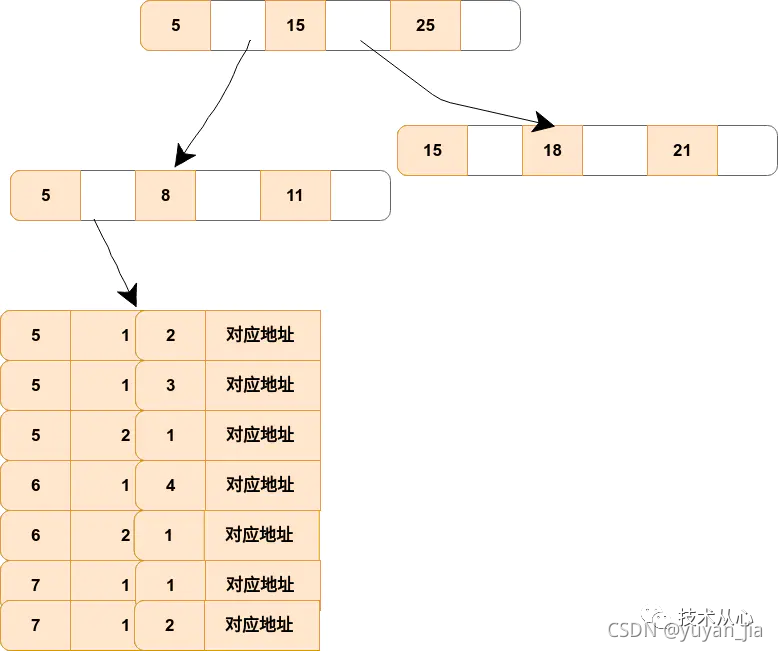 5 15 25
15 18 21
5 8 11
5 1 2 对应地址
5 1 3 对应地址
5 2 1 对应地址
6 1 4 对应地址
6 2 1 对应地址
7 1 1 对应地址
7 1 2 对应地址
技术从心
CSDN @yuyan_jia